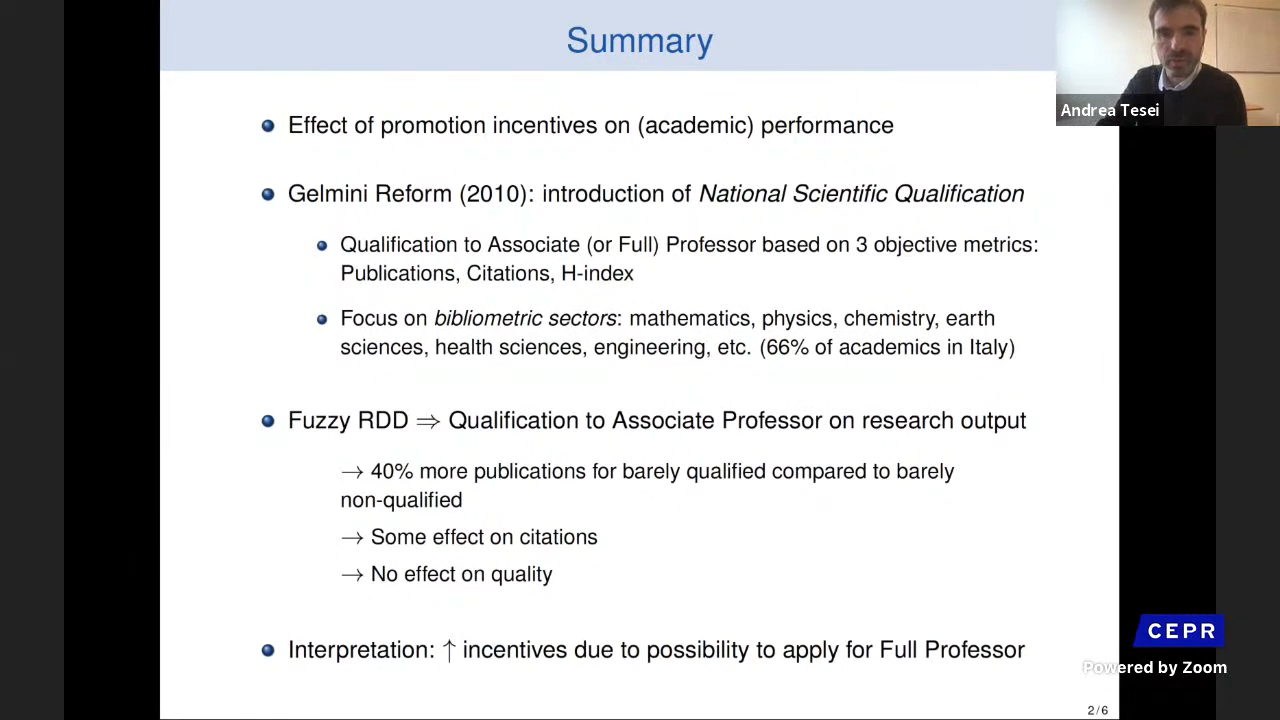 Summary
Andrea Tesei
Effect of promotion incentives on (academic) performance
Gelmini Reform (2010): introduction of National Scientific Qualification
Qualification to Associate (or Full) Professor based on 3 objective metrics:
Publications, Citations, H-index
Focus on bibliometric sectors: mathematics, physics, chemistry, earth
sciences, health sciences, engineering, etc. (66% of academics in Italy)
Fuzzy RDD ⇒ Qualification to Associate Professor on research output
→ 40% more publications for barely qualified compared to barely
non-qualified
→ Some effect on citations
→ No effect on quality
Interpretation: ↑ incentives due to possibility to apply for Full Professor
CEPR
Powered by Zoom
2 / 6